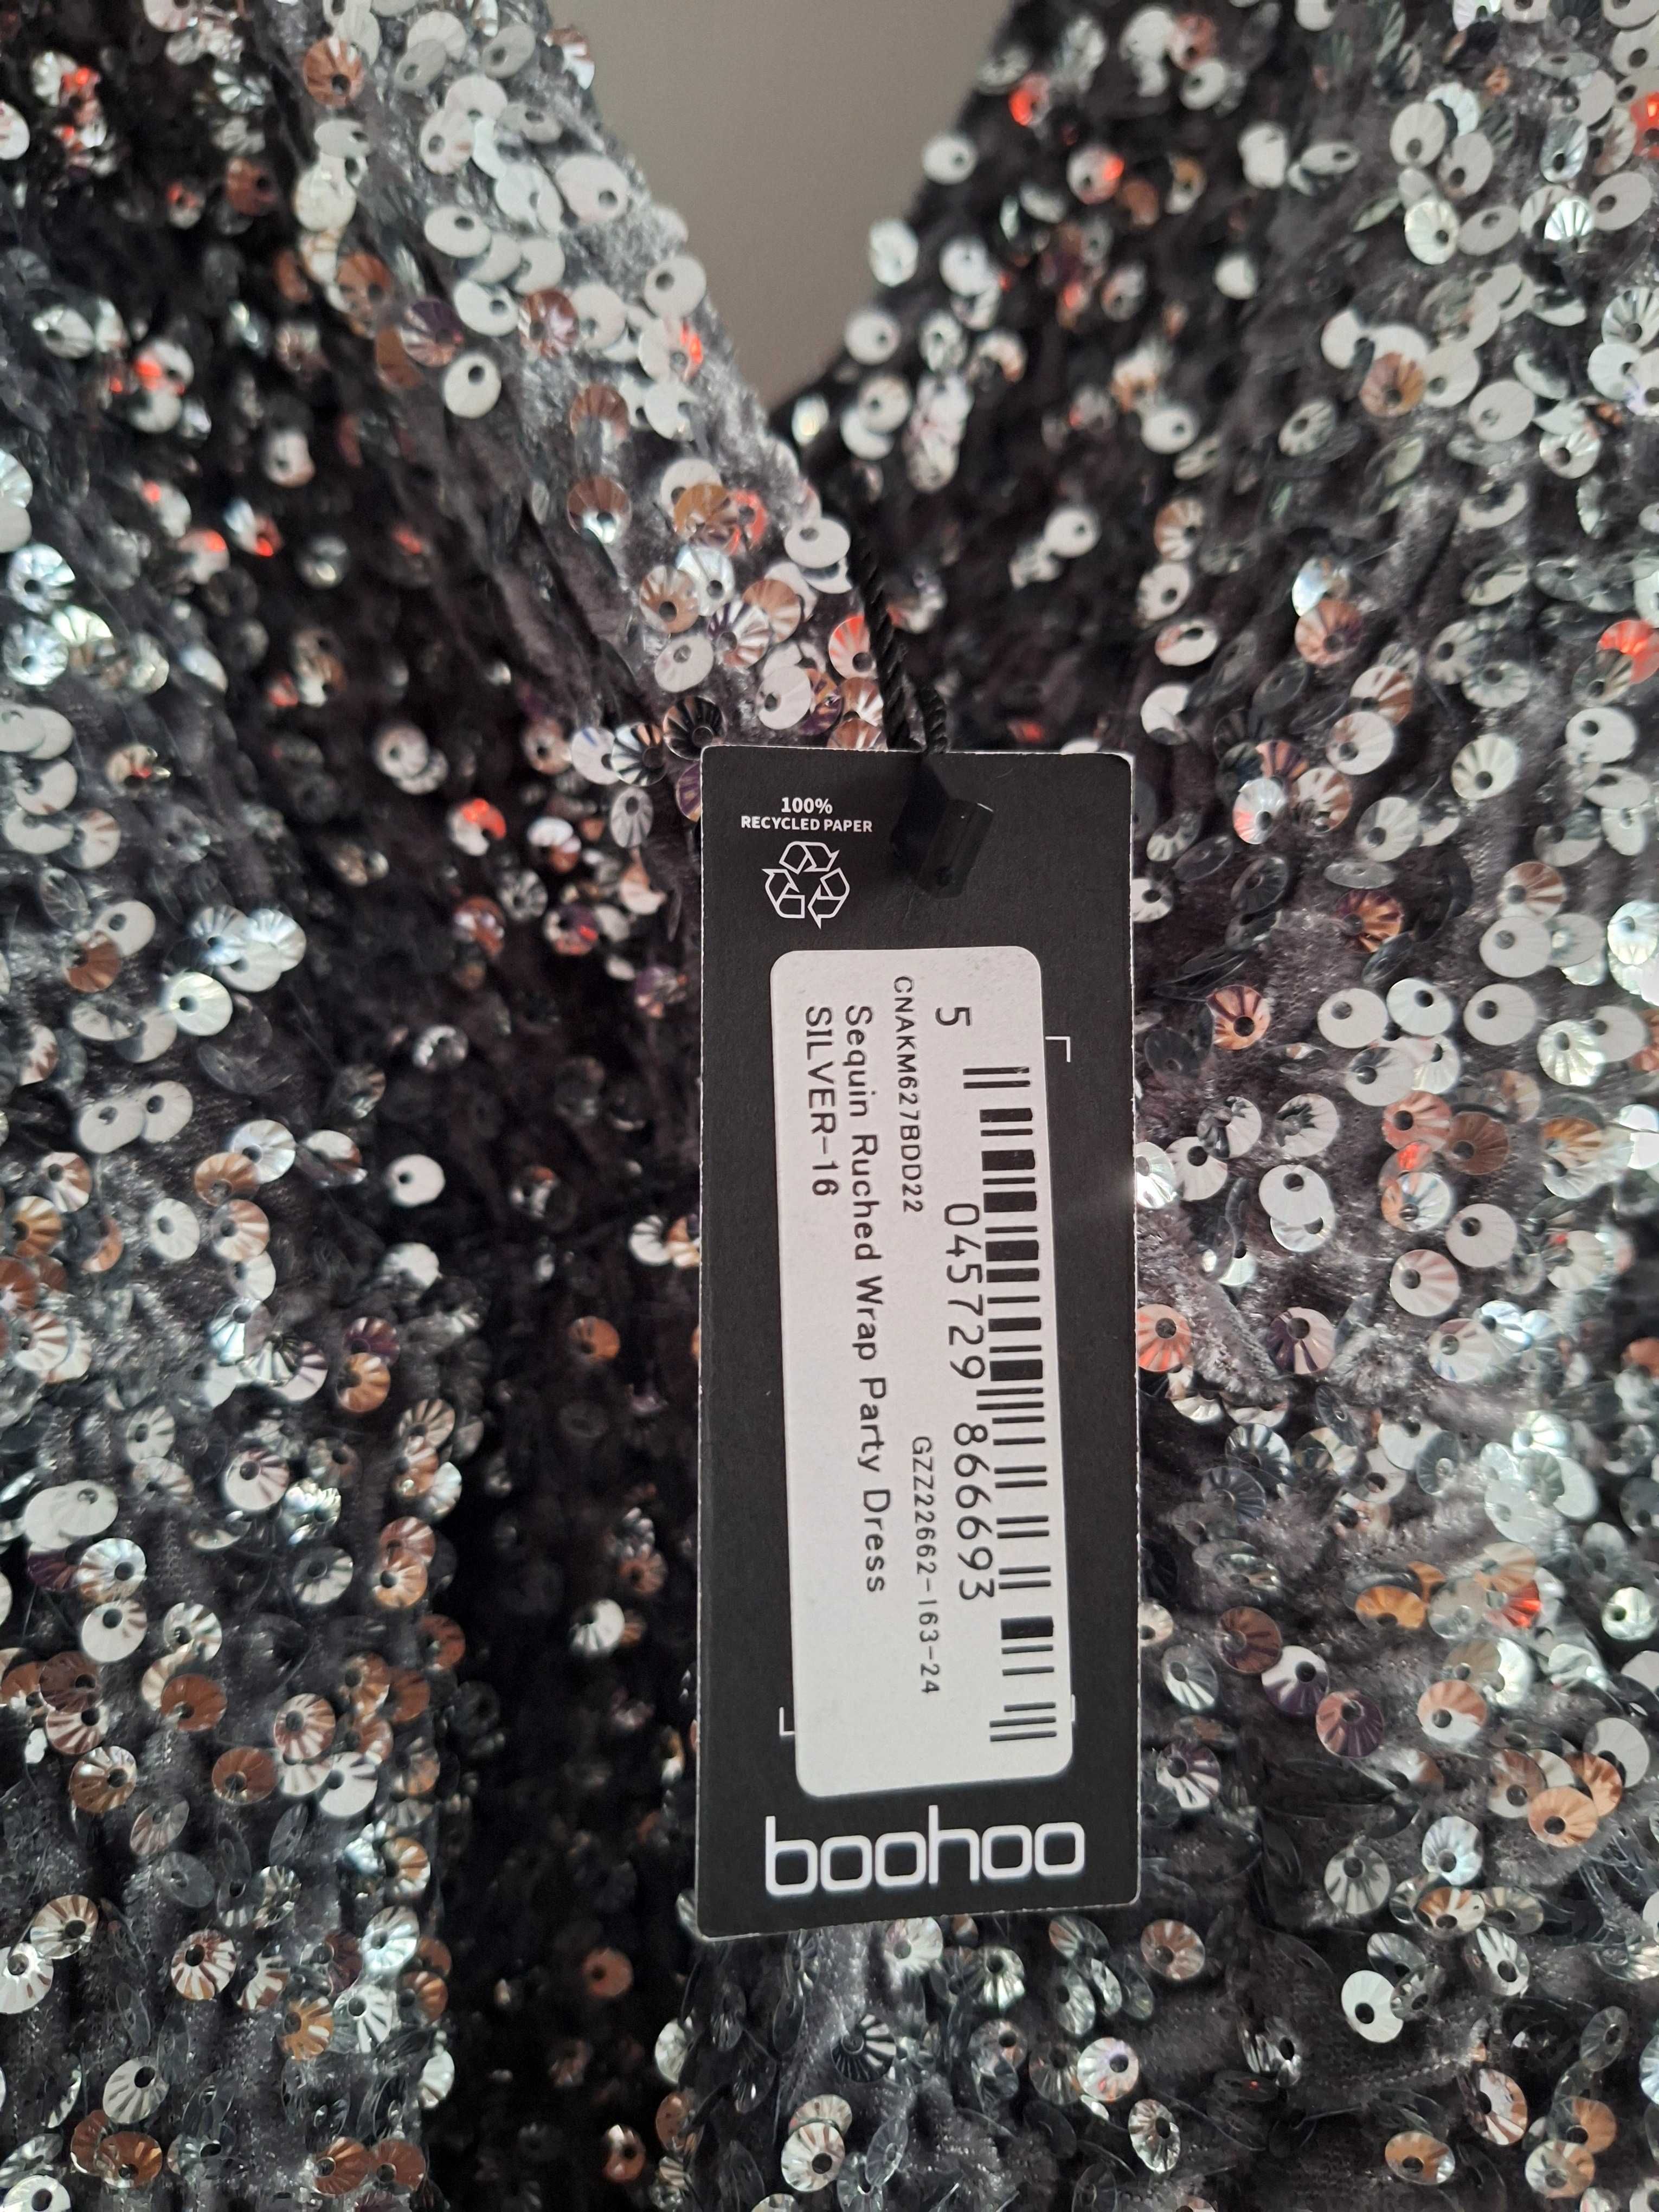 100%
RECYCLED PAPER
5 045729 866693
CNAKM627BDD22 GZZ22662-163-24
Sequin Ruched Wrap Party Dress
SILVER-16
boohoo